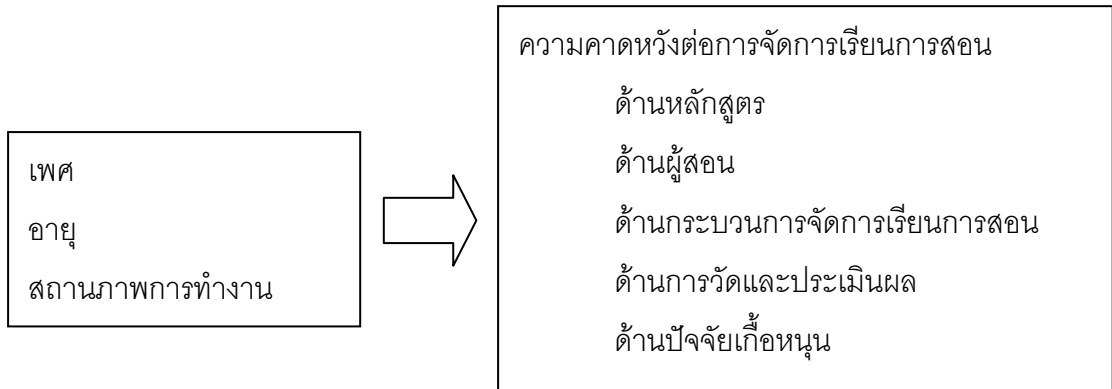 เพศ
อายุ
สถานภาพการทำงาน
ความคาดหวังต่อการจัดการเรียนการสอน
ด้านหลักสูตร
ด้านผู้สอน
ด้านกระบวนการจัดการเรียนการสอน
ด้านการวัดและประเมินผล
ด้านปัจจัยเกื้อหนุน